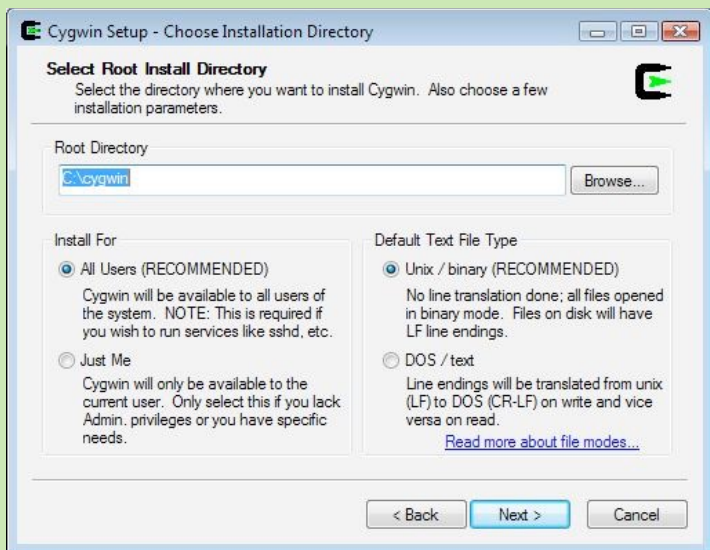 Cygwin Setup - Choose Installation Directory
Select Root Install Directory
Select the directory where you want to install Cygwin. Also choose a few
installation parameters.
Root Directory
C:\cygwin
Browse...
Install For
All Users (RECOMMENDED)
Cygwin will be available to all users of
the system. NOTE: This is required if
you wish to run services like sshd, etc.
Just Me
Cygwin will only be available to the
current user. Only select this if you lack
Admin. privileges or you have specific
needs.
Default Text File Type
Unix / binary (RECOMMENDED)
No line translation done; all files opened
in binary mode. Files on disk will have
LF line endings.
DOS / text
Line endings will be translated from unix
(LF) to DOS (CR-LF) on write and vice
versa on read.
Read more about file modes...
< Back
Next >
Cancel